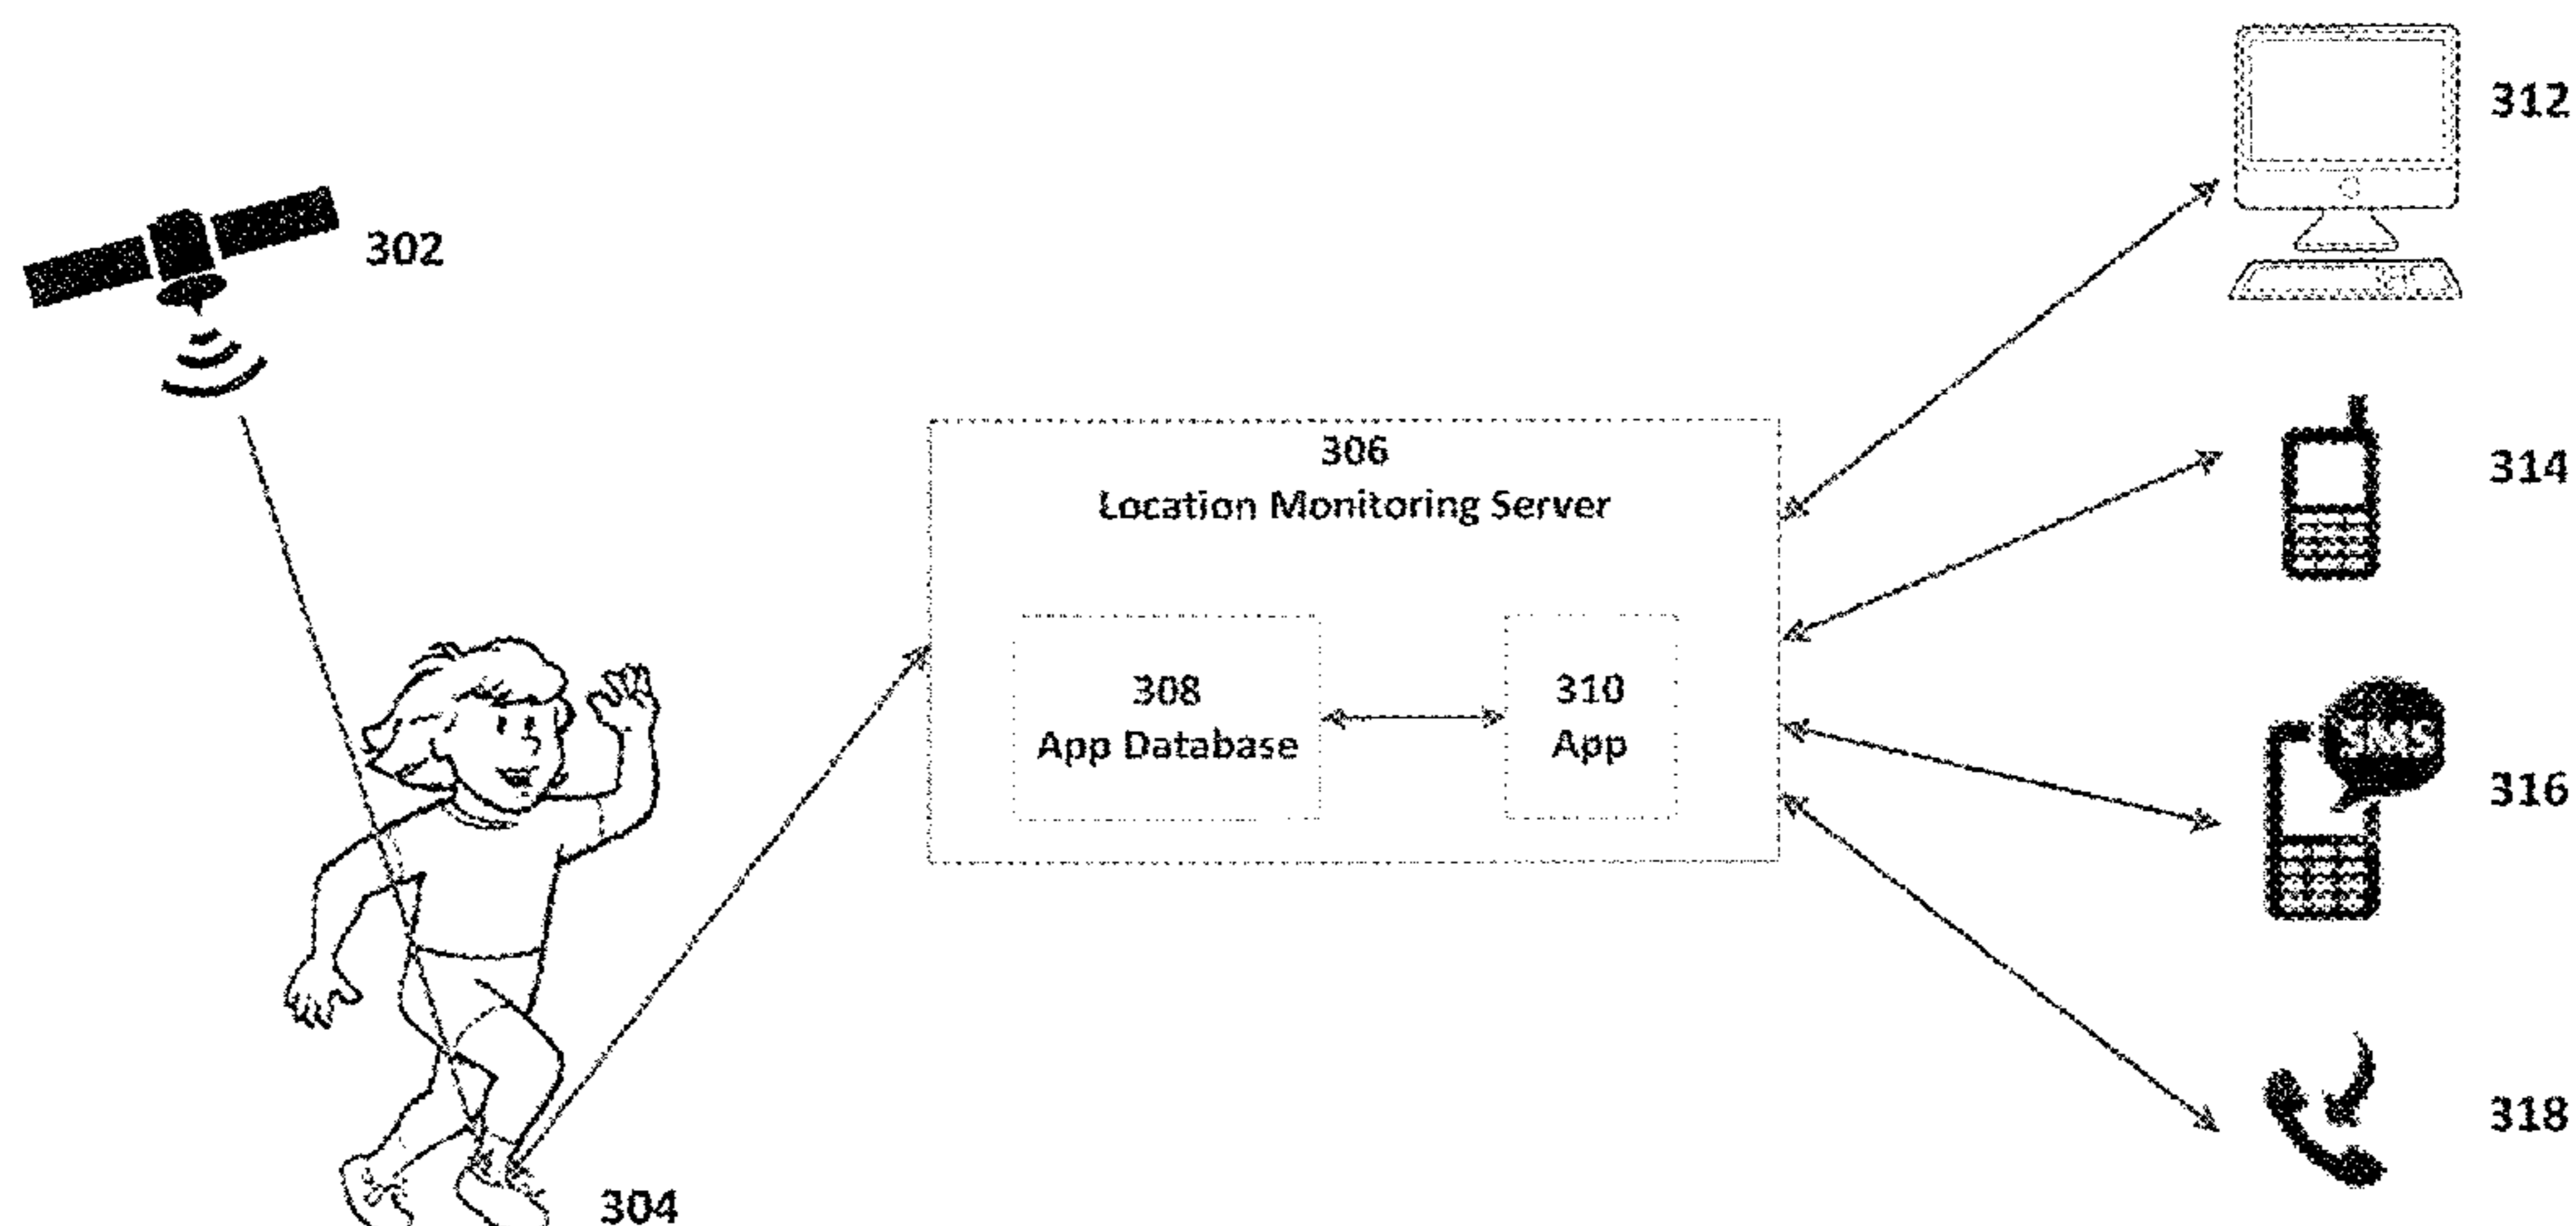 312
302
306
Location Monitoring Server
314
308
App Database
310
App
SMS
316
318
304